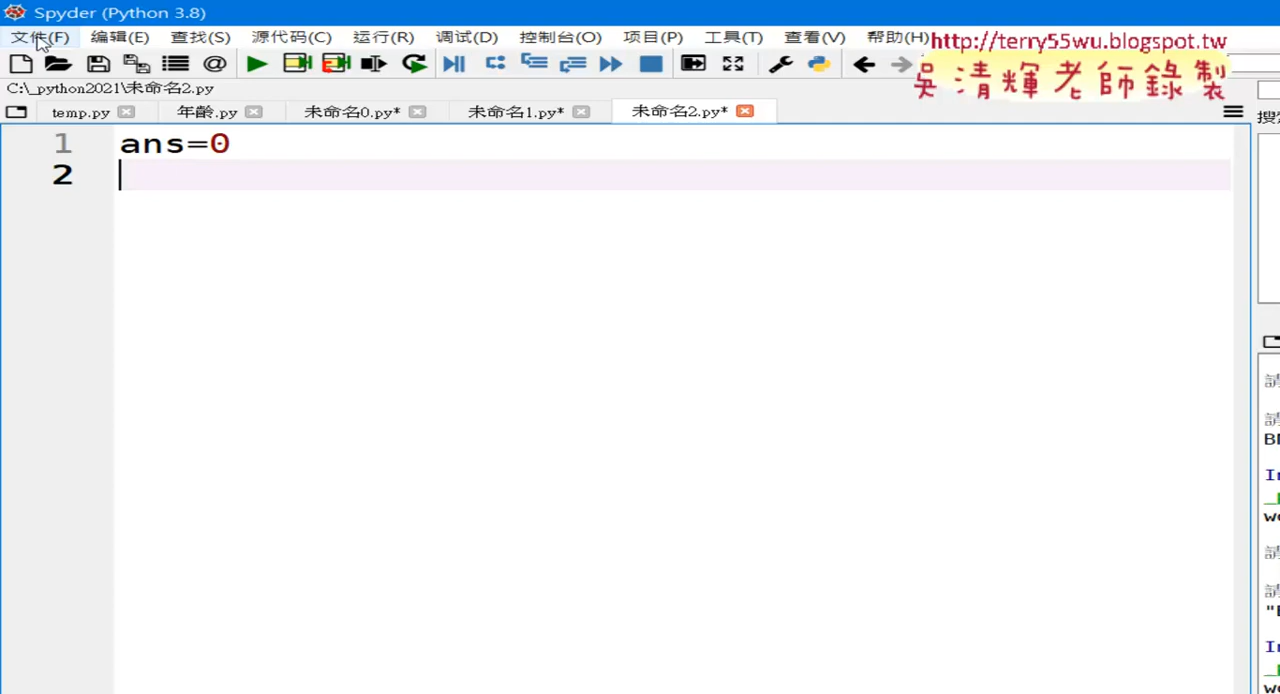 Spyder (Python 3.8)
文件(F) 编辑(E) 查找(S) 源代码(C) 运行(R) 调试(D) 控制台(O) 项目(P) 工具(T) 查看(V) 帮助(H)
http://terry55wu.blogspot.tw
吳清輝老師錄製
C:\_python2021\未命名2.py
temp.py 年齡.py 未命名0.py* 未命名1.py* 未命名2.py*
1 ans=0
2